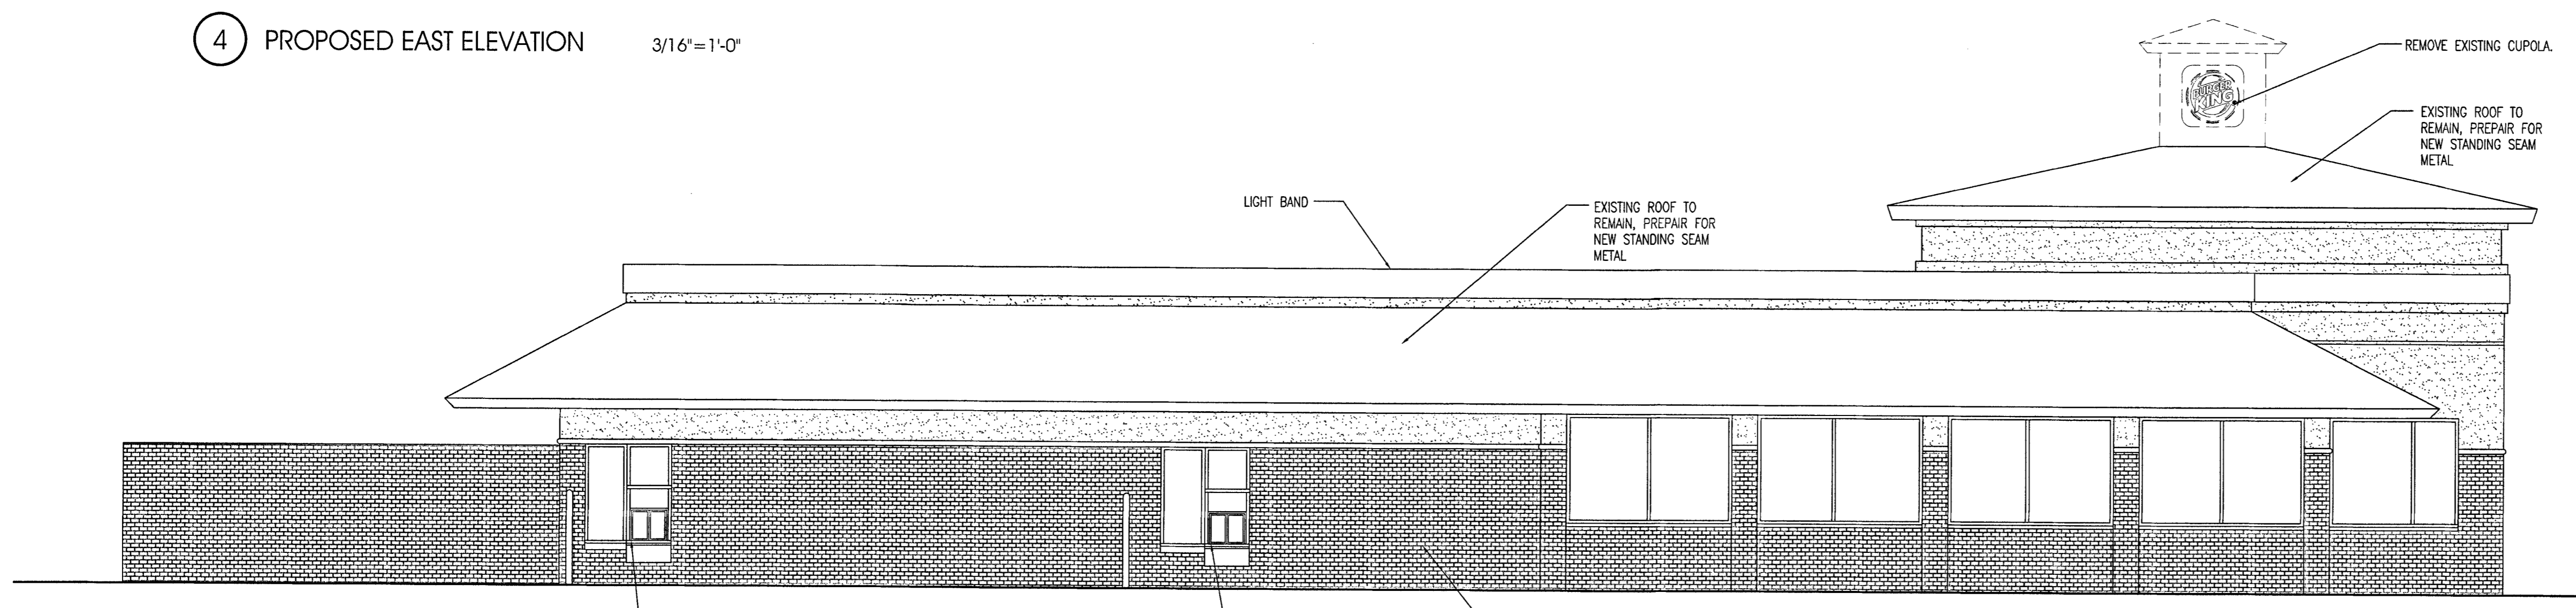 4 PROPOSED EAST ELEVATION 3/16"=1'-0"
REMOVE EXISTING CUPOLA.
BURGER
KING
EXISTING ROOF TO
REMAIN, PREPAIR FOR
NEW STANDING SEAM
METAL
LIGHT BAND
EXISTING ROOF TO
REMAIN, PREPAIR FOR
NEW STANDING SEAM
METAL